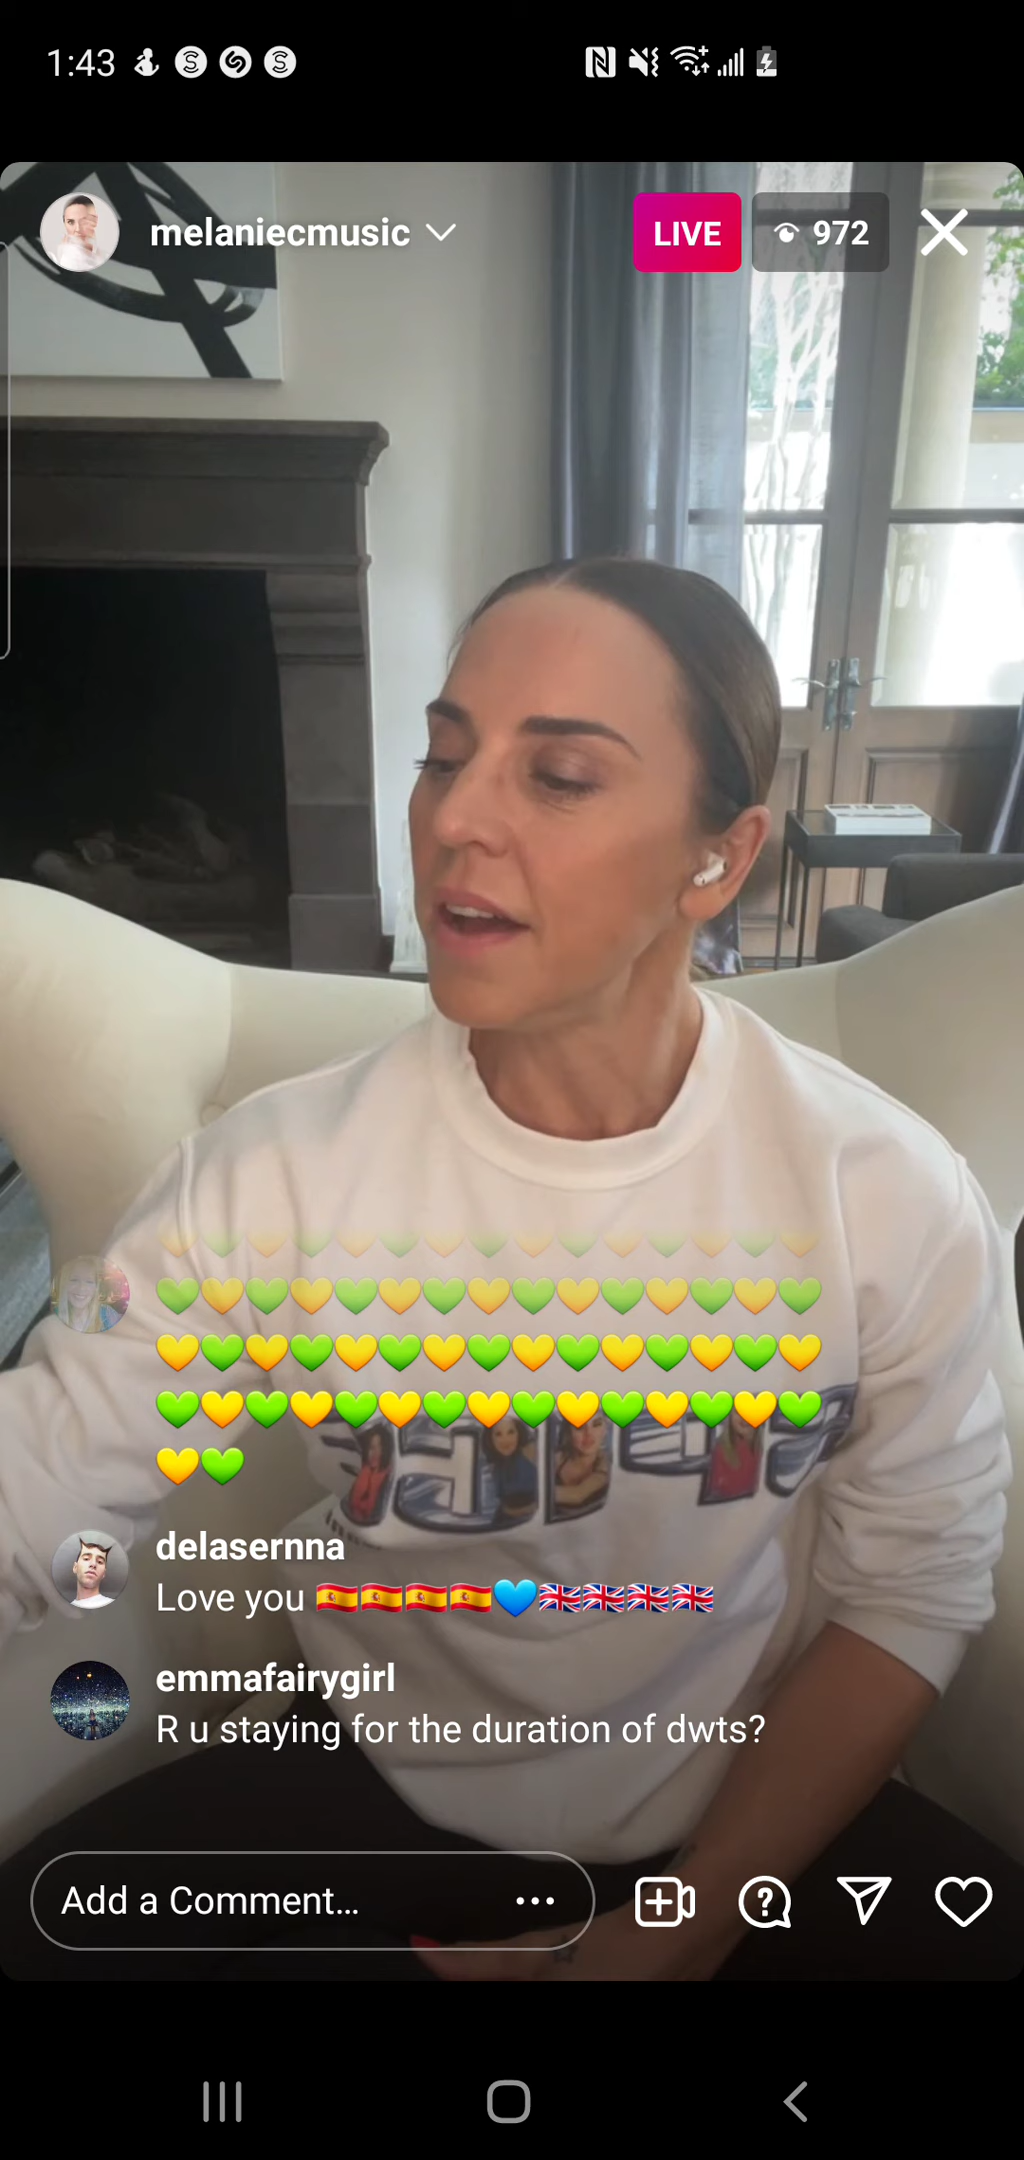 1:43
melaniecmusic
LIVE
972
delasernna
Love you 🇪🇸🇪🇸🇪🇸🇪🇸💙🇬🇧🇬🇧🇬🇧🇬🇧
emmafairygirl
R u staying for the duration of dwts?
Add a Comment...